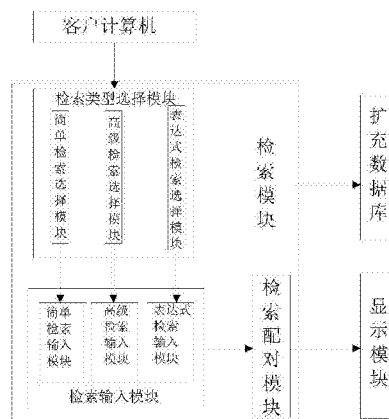 客户计算机
检索类型选择模块
简单检索选择模块
高级检索选择模块
表达式检索选择模块
检索模块
扩充数据库
简单检索输入模块
高级检索输入模块
表达式检索输入模块
检索输入模块
检索配对模块
显示模块